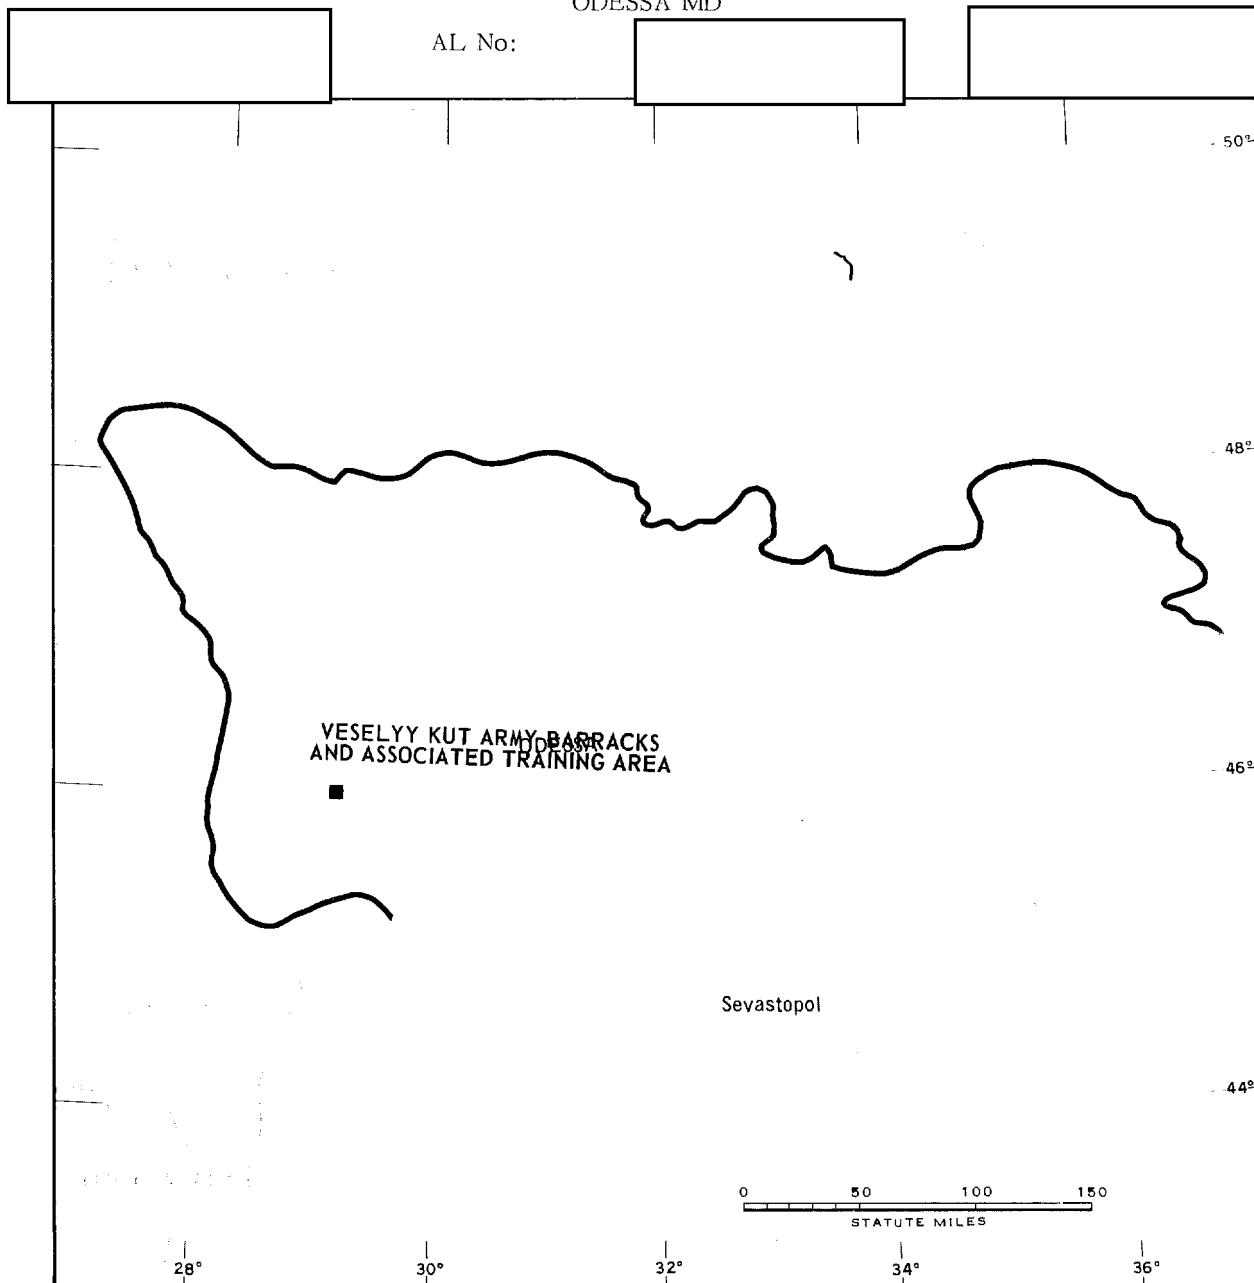 ODESSA MD
AL No:
50°
48°
VESELYY KUT ARMY BARRACKS
ODESSA
AND ASSOCIATED TRAINING AREA
46°
Sevastopol
44°
0 50 100 150
STATUTE MILES
28° 30° 32° 34° 36°